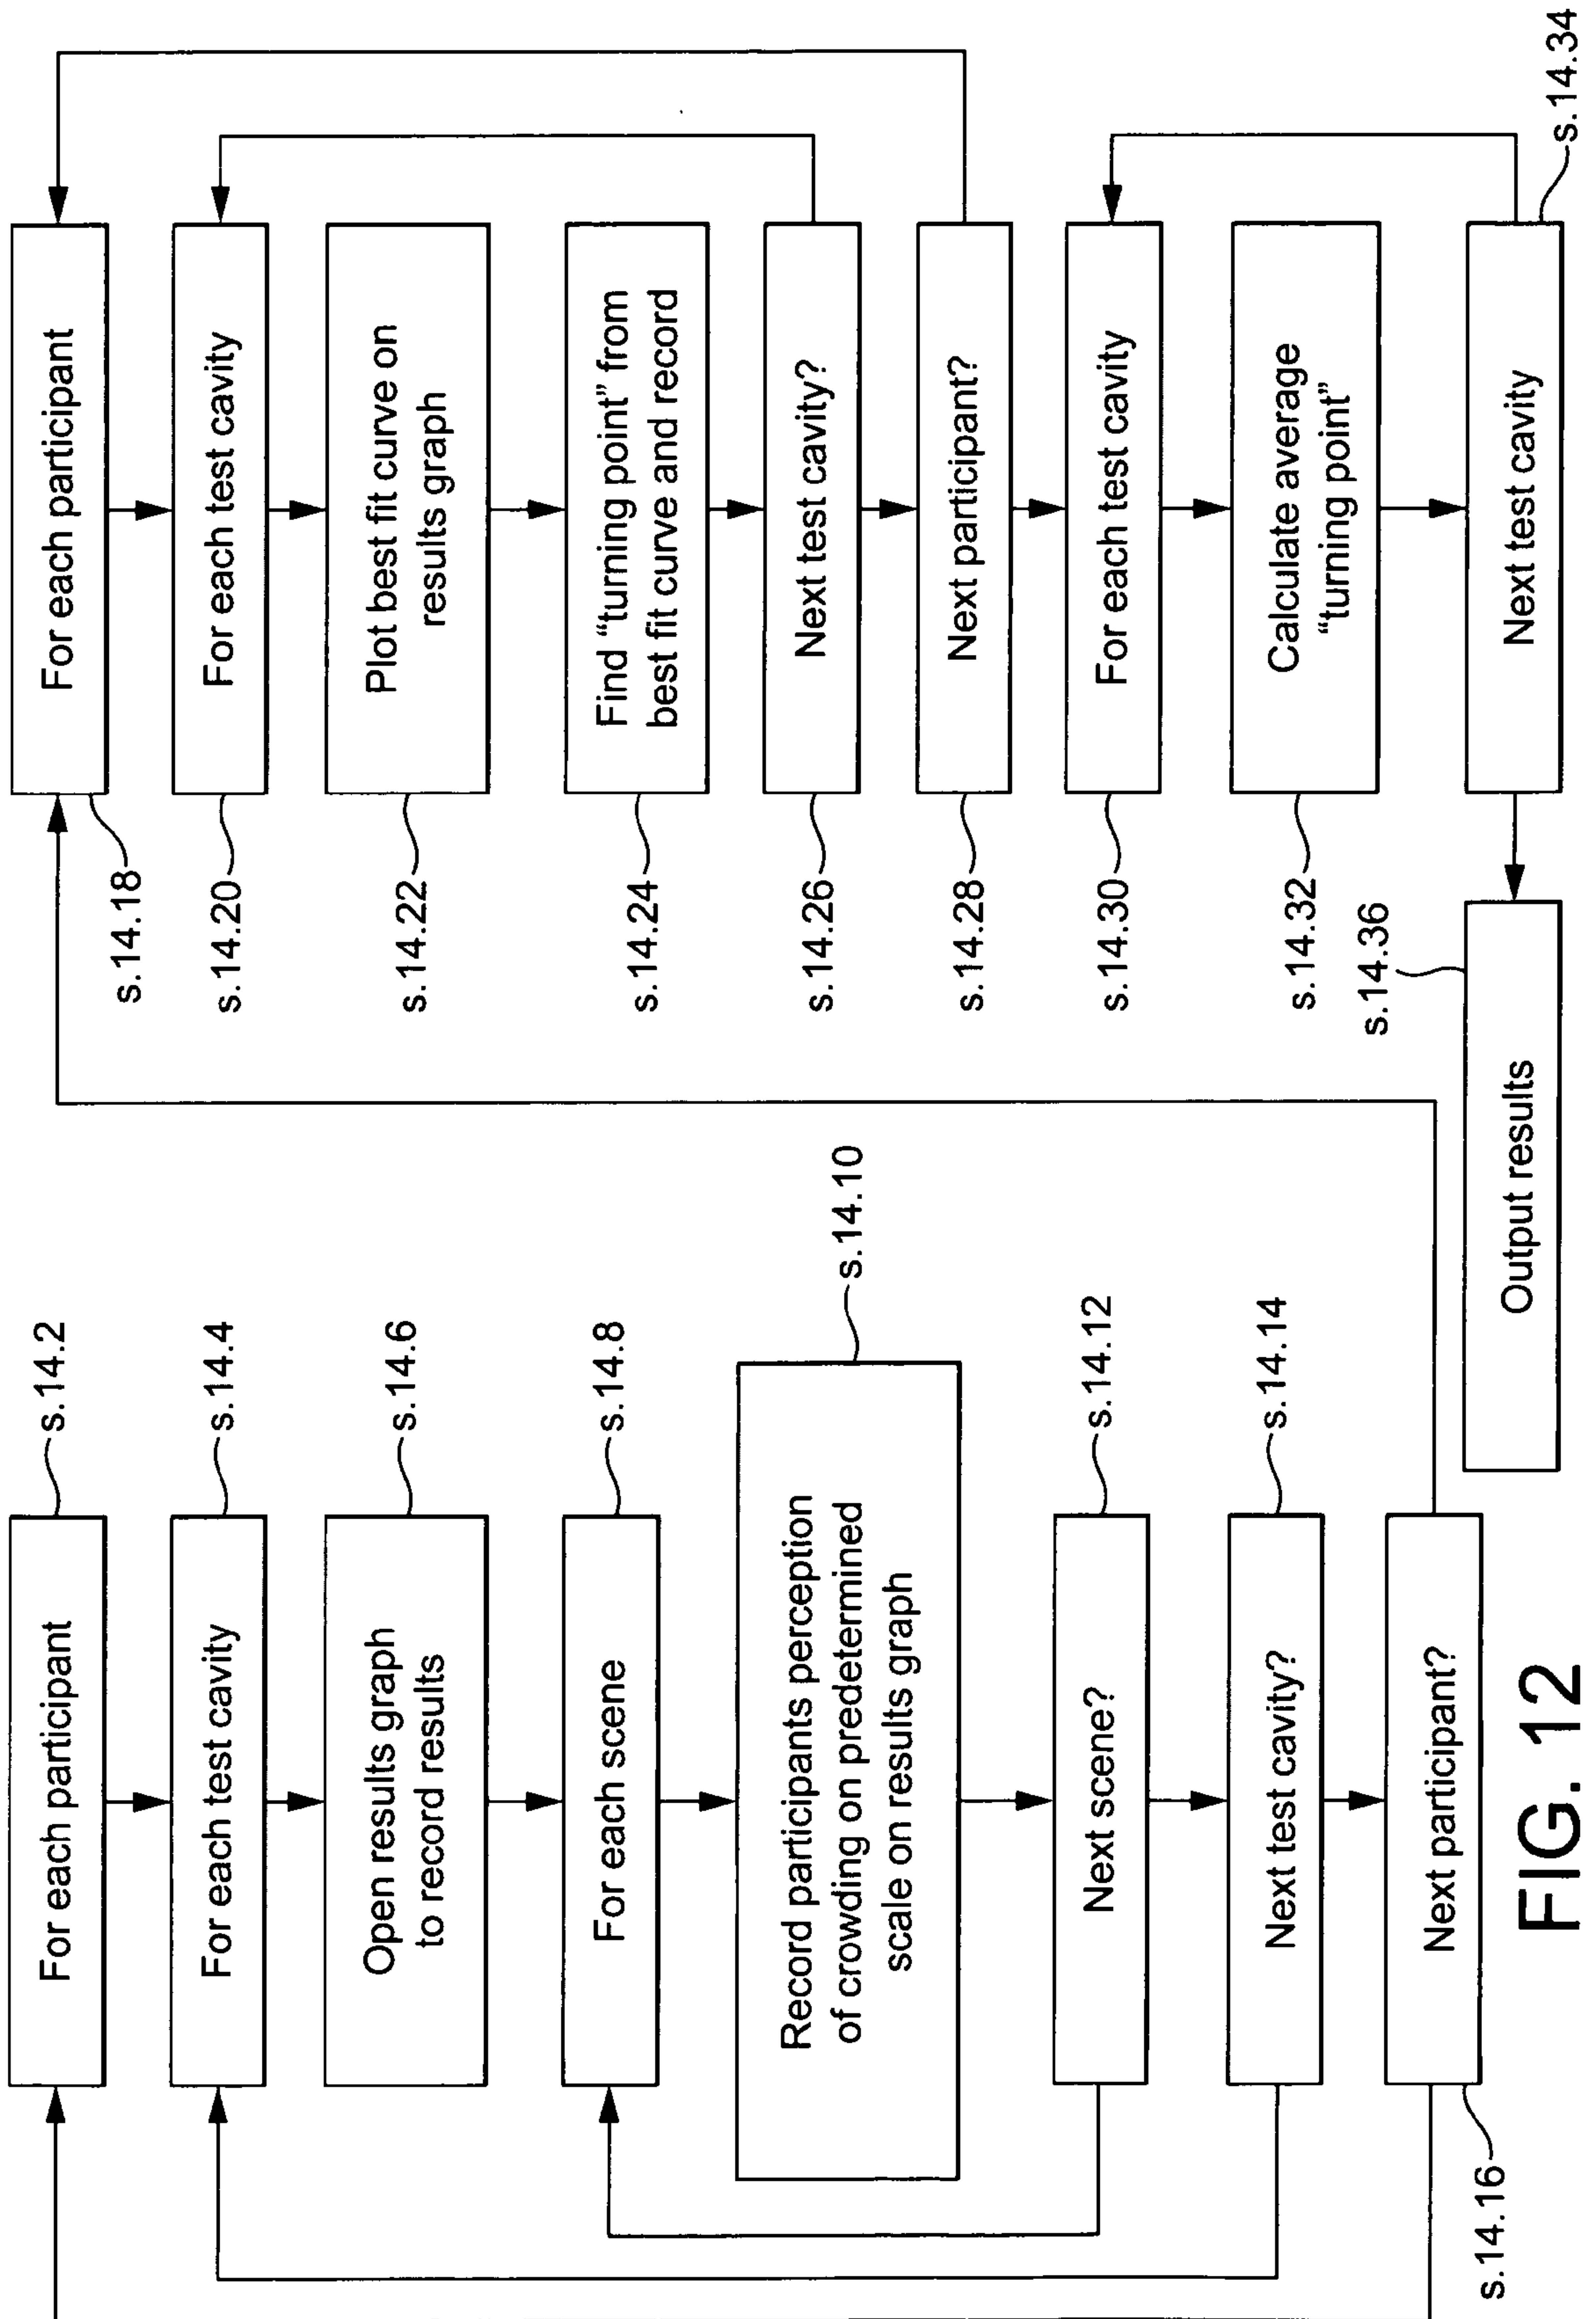 For each participant
s.14.2
For each test cavity
s.14.4
Open results graph
to record results
s.14.6
For each scene
s.14.8
Record participants perception
of crowding on predetermined
scale on results graph
s.14.10
Next scene?
s.14.12
Next test cavity?
s.14.14
Next participant?
s.14.16
For each participant
s.14.18
For each test cavity
s.14.20
Plot best fit curve on
results graph
s.14.22
Find “turning point” from
best fit curve and record
s.14.24
Next test cavity?
s.14.26
Next participant?
s.14.28
For each test cavity
s.14.30
Calculate average
“turning point”
s.14.32
Next test cavity
s.14.34
Output results
s.14.36
FIG. 12